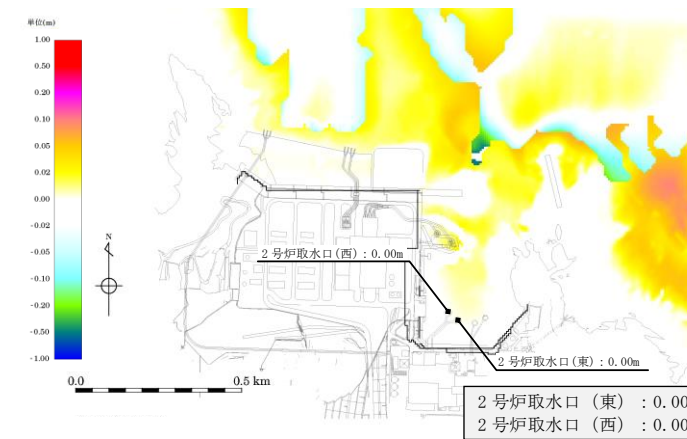 単位(m)
1.00
0.50
0.20
0.10
0.05
0.02
0.00
-0.02
-0.05
-0.10
-0.20
-0.50
-1.00
N
2号炉取水口(西)：0.00m
2号炉取水口(東)：0.00m
0.0 0.5 km
2号炉取水口（東）：0.00
2号炉取水口（西）：0.00